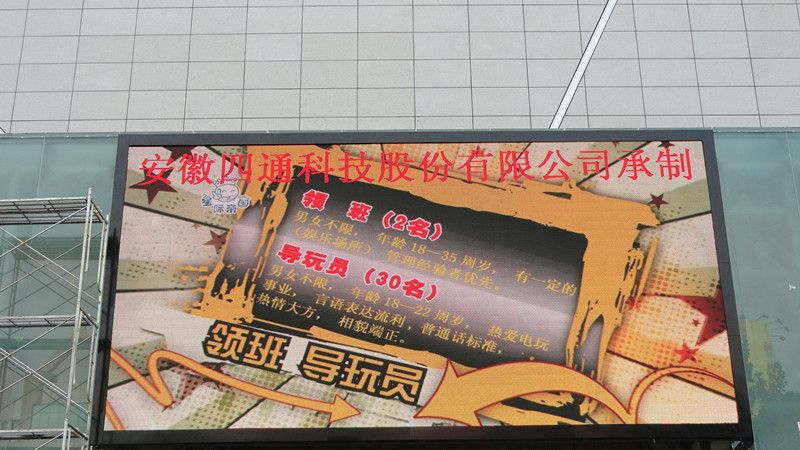 安徽四通科技股份有限公司承制
星际帝国
领 班（2名）
男女不限， 年龄18—35周岁， 有一定的
（娱乐场所） 管理经验者优先。
导玩员（30名）
男女不限， 年龄18—22周岁， 热爱电玩
事业， 言语表达流利，普通话标准，
热情大方， 相貌端正。
领班 导玩员